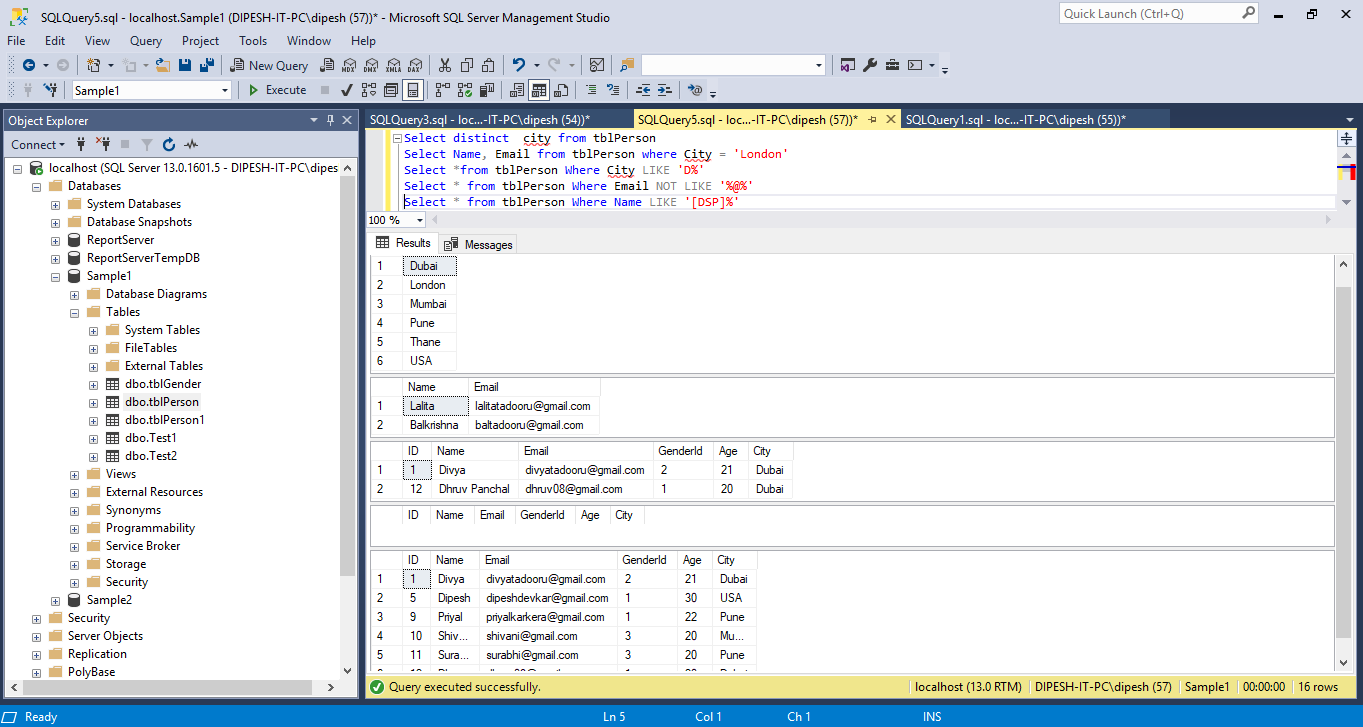 SQLQuery5.sql - localhost.Sample1 (DIPESH-IT-PC\dipesh (57))* - Microsoft SQL Server Management Studio
Quick Launch (Ctrl+Q)
File Edit View Query Project Tools Window Help
New Query MDX DMX XMLA DAX
Sample1 Execute
Object Explorer
Connect
localhost (SQL Server 13.0.1601.5 - DIPESH-IT-PC\dipes
Databases
System Databases
Database Snapshots
ReportServer
ReportServerTempDB
Sample1
Database Diagrams
Tables
System Tables
FileTables
External Tables
dbo.tblGender
dbo.tblPerson
dbo.tblPerson1
dbo.Test1
dbo.Test2
Views
External Resources
Synonyms
Programmability
Service Broker
Storage
Security
Sample2
Security
Server Objects
Replication
PolyBase
SQLQuery3.sql - loc...-IT-PC\dipesh (54))* SQLQuery5.sql - loc...-IT-PC\dipesh (57))* SQLQuery1.sql - loc...-IT-PC\dipesh (55))*
Select distinct  city from tblPerson
Select Name, Email from tblPerson where City = 'London'
Select *from tblPerson Where City LIKE 'D%'
Select * from tblPerson Where Email NOT LIKE '%@%'
Select * from tblPerson Where Name LIKE '[DSP]%'
100 %
Results Messages
1 Dubai
2 London
3 Mumbai
4 Pune
5 Thane
6 USA
Name Email
1 Lalita lalitatadooru@gmail.com
2 Balkrishna baltadooru@gmail.com
ID Name Email GenderId Age City
1 1 Divya divyatadooru@gmail.com 2 21 Dubai
2 12 Dhruv Panchal dhruv08@gmail.com 1 20 Dubai
ID Name Email GenderId Age City
ID Name Email GenderId Age City
1 1 Divya divyatadooru@gmail.com 2 21 Dubai
2 5 Dipesh dipeshdevkar@gmail.com 1 30 USA
3 9 Priyal priyalkarkera@gmail.com 1 22 Pune
4 10 Shiv... shivani@gmail.com 3 20 Mu...
5 11 Sura... surabhi@gmail.com 3 20 Pune
Query executed successfully. localhost (13.0 RTM) DIPESH-IT-PC\dipesh (57) Sample1 00:00:00 16 rows
Ready Ln 5 Col 1 Ch 1 INS